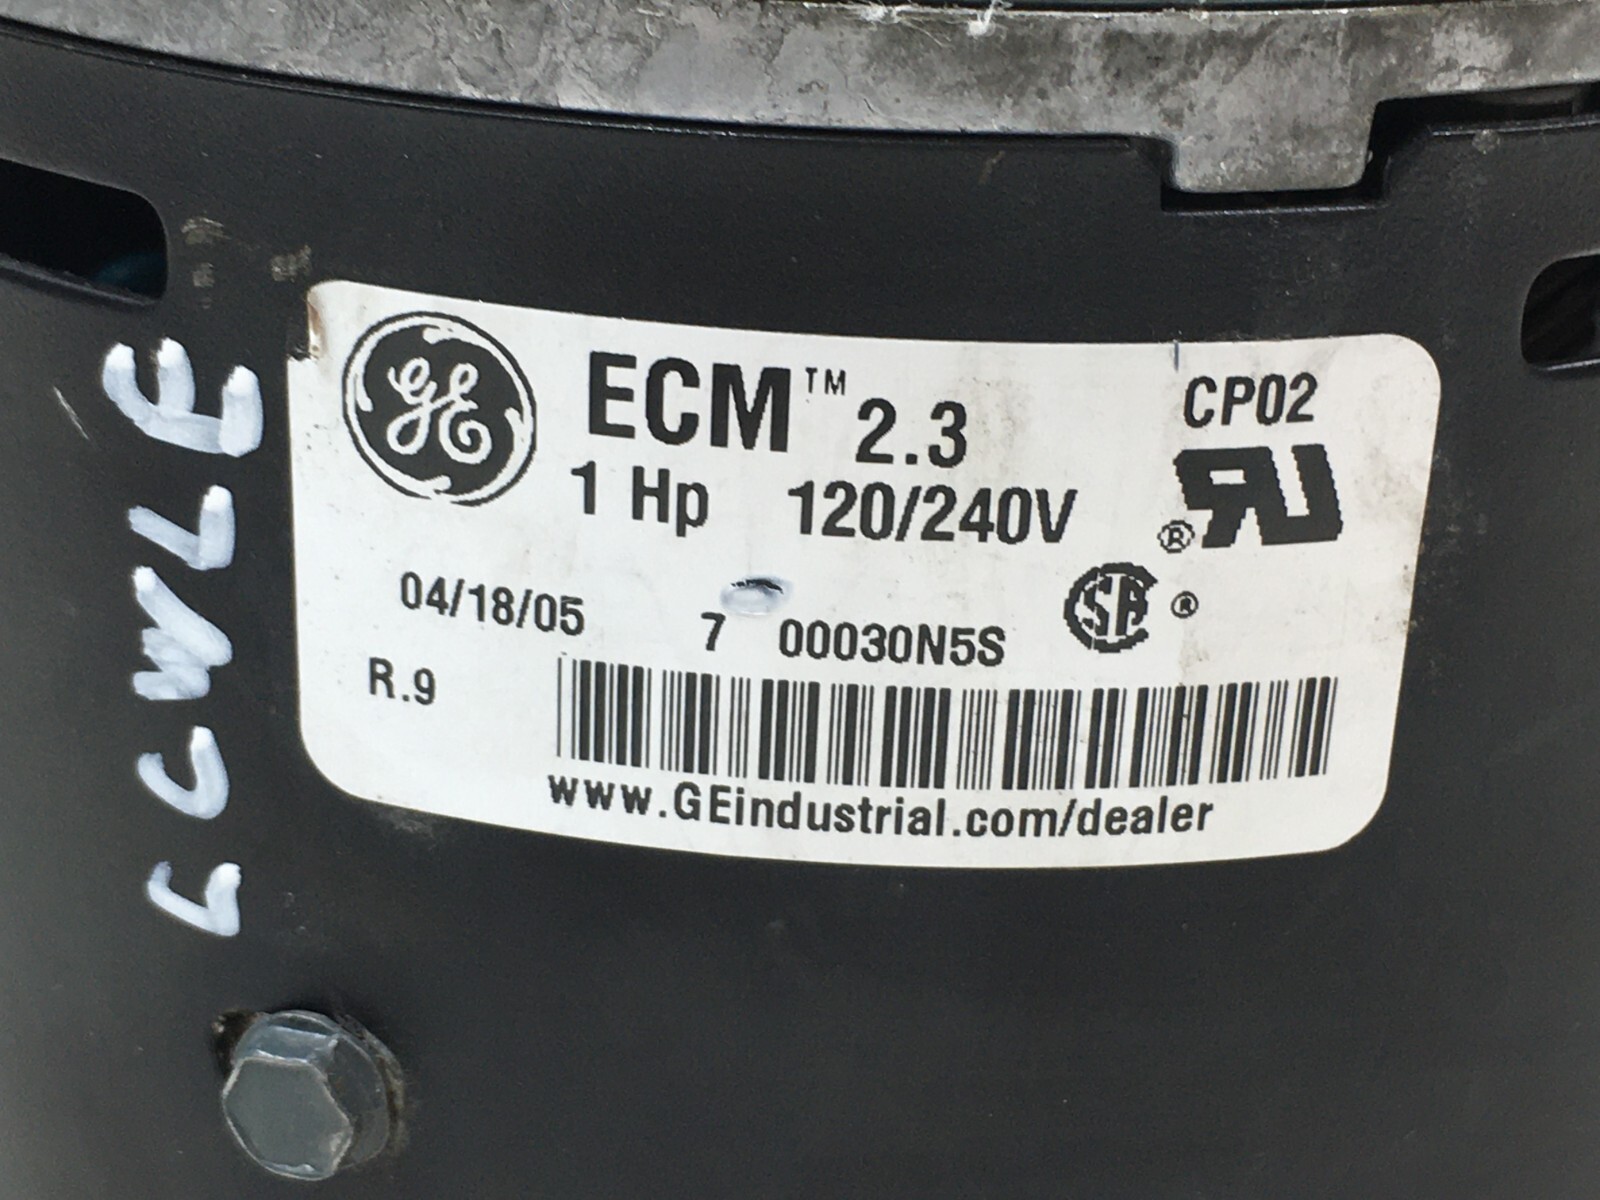 GE
ECM™ 2.3
CP02
1 Hp 120/240V
®
04/18/05
7 00030N5S
CSA ®
R.9
www.GEindustrial.com/dealer
CCWLE